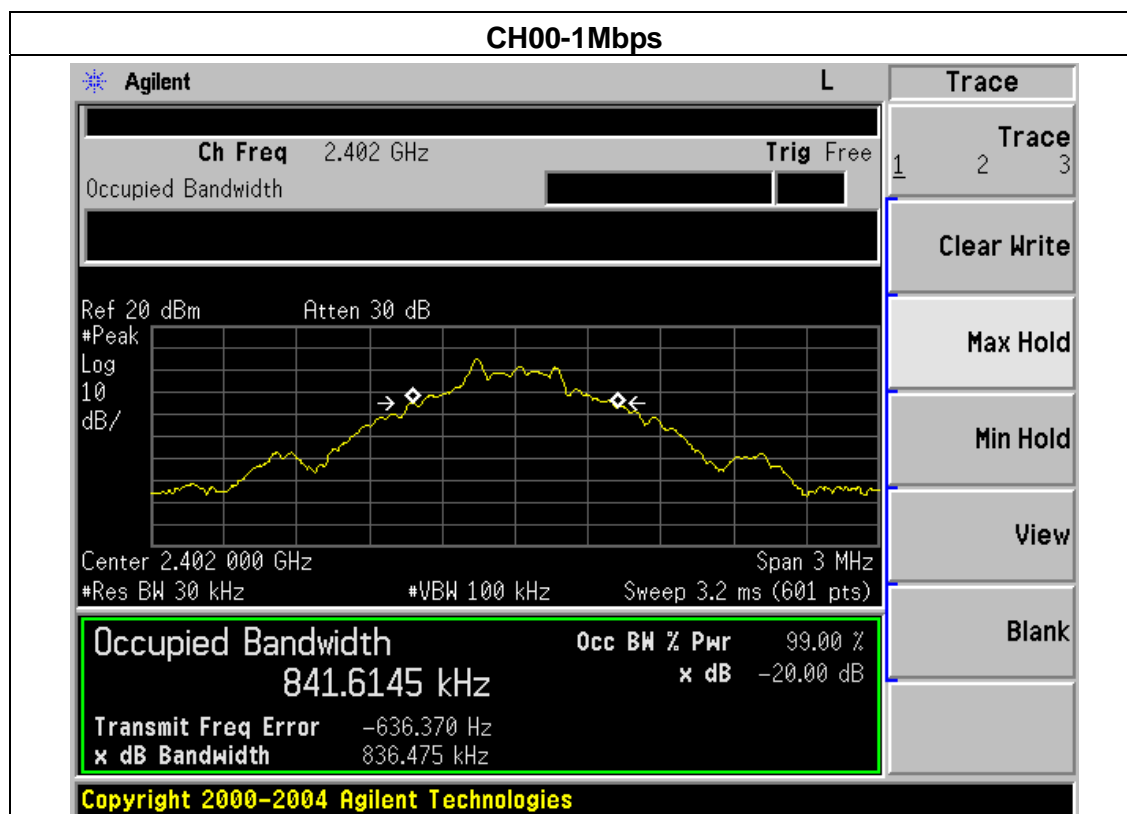 CH00-1Mbps
Agilent L Trace
Ch Freq 2.402 GHz Trig Free
Occupied Bandwidth
Trace
1 2 3
Clear Write
Ref 20 dBm Atten 30 dB
#Peak
Log
10
dB/
Max Hold
Min Hold
View
Center 2.402 000 GHz Span 3 MHz
#Res BW 30 kHz #VBW 100 kHz Sweep 3.2 ms (601 pts)
Blank
Occupied Bandwidth Occ BW % Pwr 99.00 %
841.6145 kHz x dB -20.00 dB
Transmit Freq Error -636.370 Hz
x dB Bandwidth 836.475 kHz
Copyright 2000-2004 Agilent Technologies